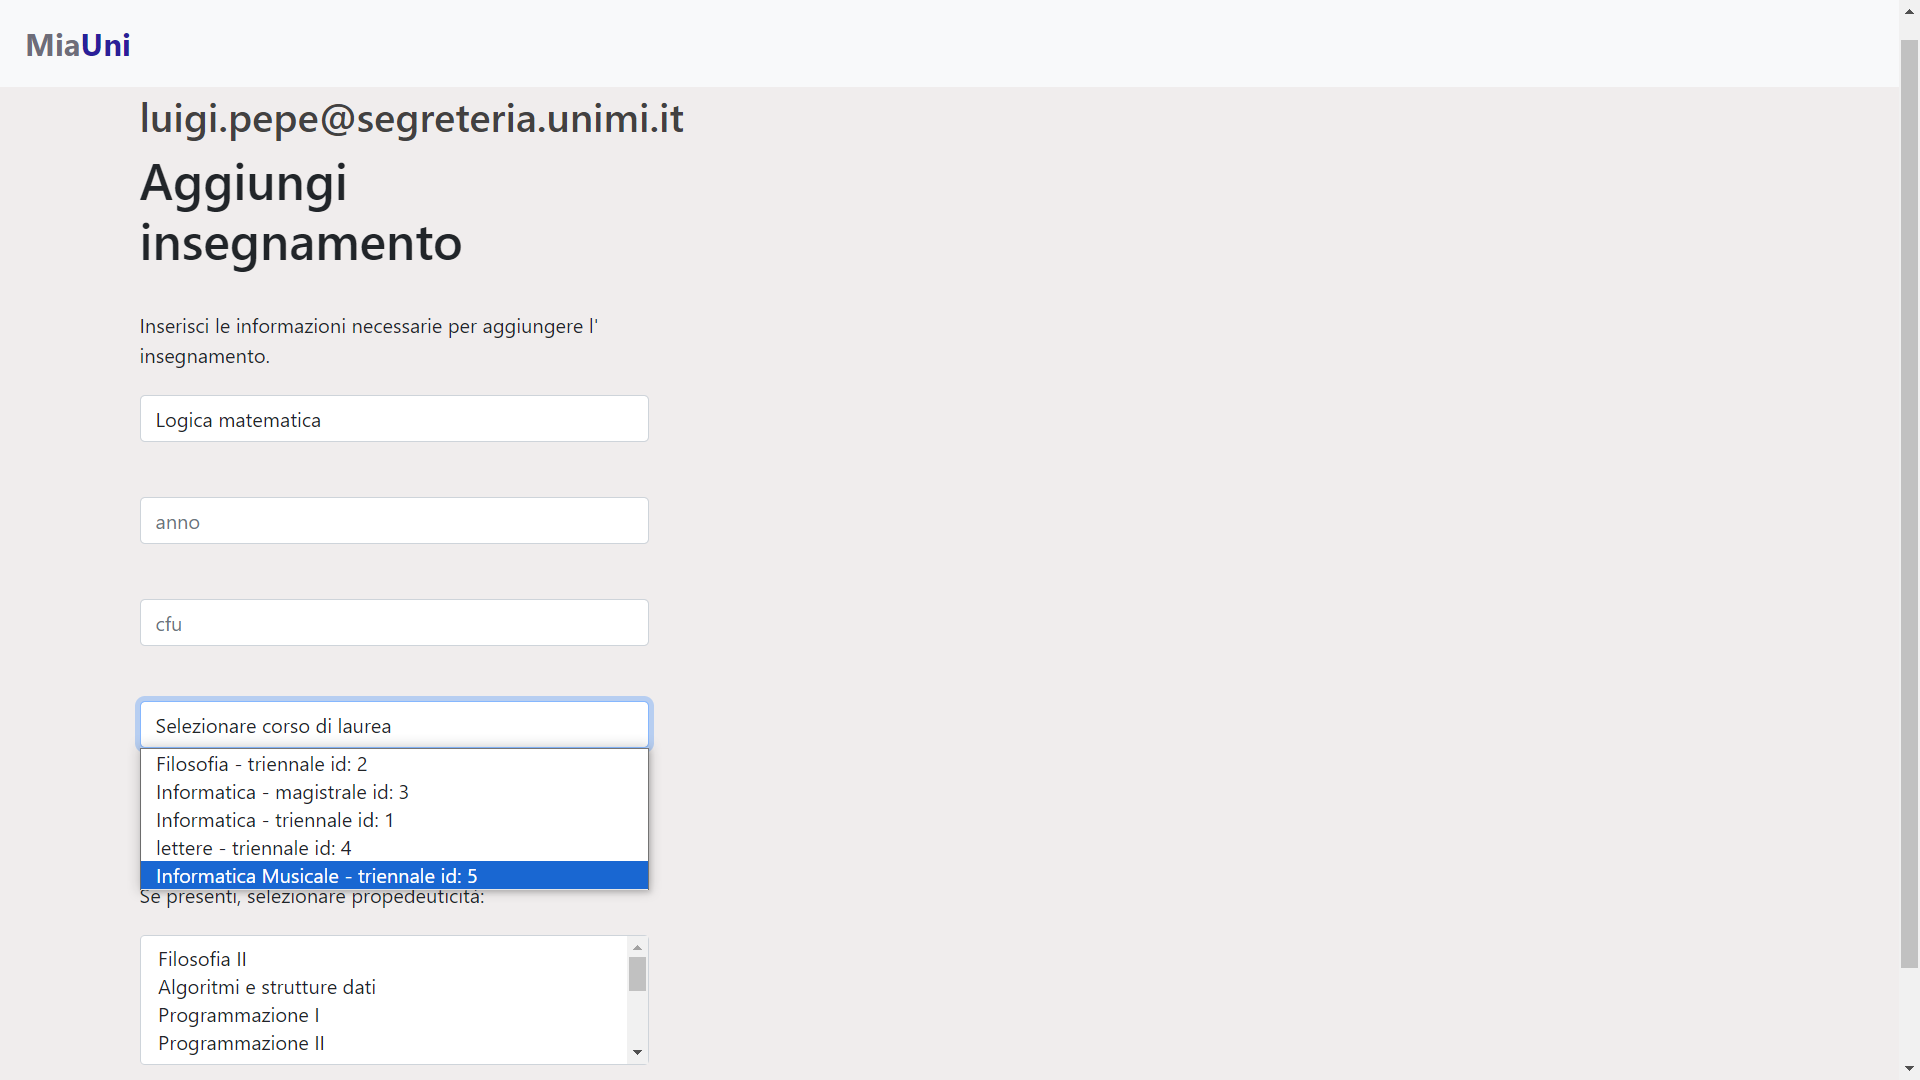 MiaUni
luigi.pepe@segreteria.unimi.it
Aggiungi
insegnamento
Inserisci le informazioni necessarie per aggiungere l'
insegnamento.
Logica matematica
anno
cfu
Selezionare corso di laurea
Filosofia - triennale id: 2
Informatica - magistrale id: 3
Informatica - triennale id: 1
lettere - triennale id: 4
Informatica Musicale - triennale id: 5
Se presenti, selezionare propedeuticità:
Filosofia II
Algoritmi e strutture dati
Programmazione I
Programmazione II